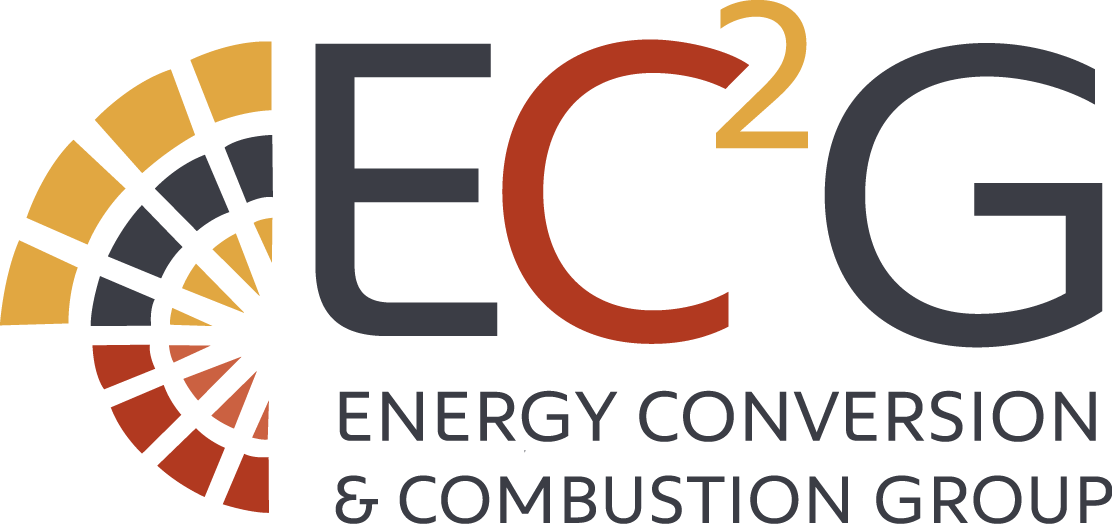 EC²G
ENERGY CONVERSION
& COMBUSTION GROUP